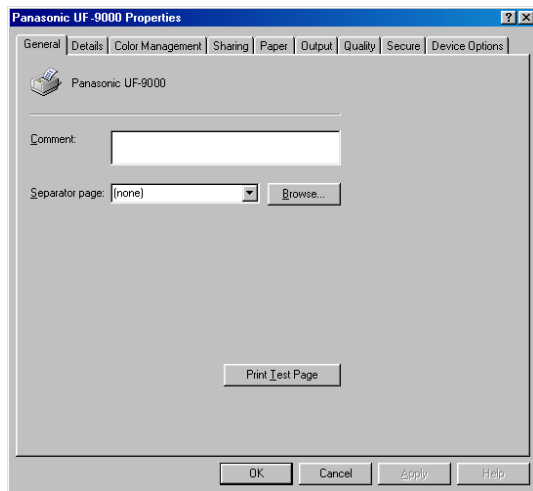 Panasonic UF-9000 Properties
General Details Color Management Sharing Paper Output Quality Secure Device Options
Panasonic UF-9000
Comment:
Separator page: (none) Browse...
Print Test Page
OK Cancel Apply Help